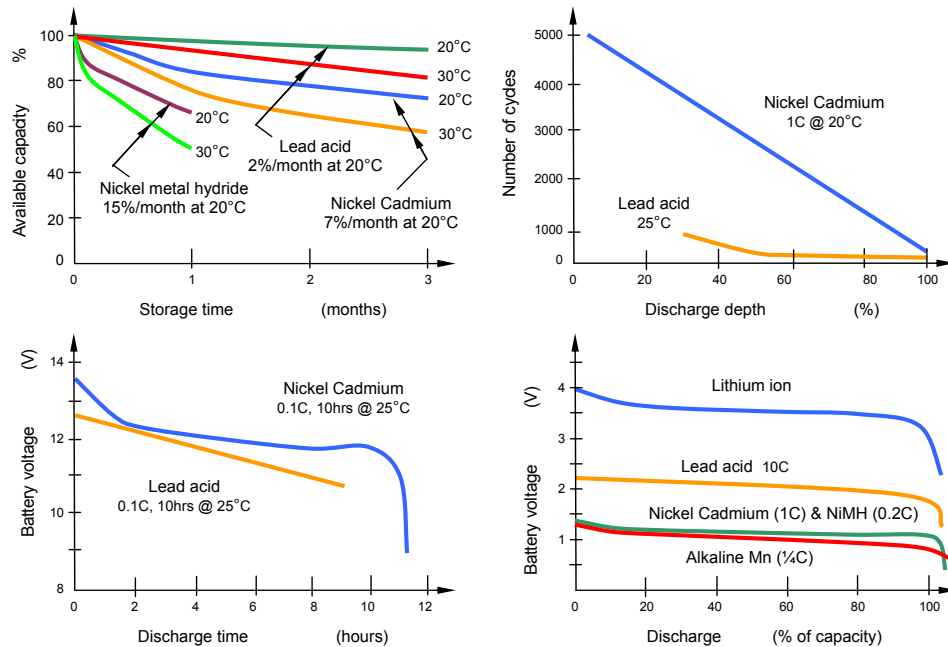 %
Available capacity
100
80
60
40
20
0
1
2
3
Storage time (months)
20°C
30°C
20°C
30°C
20°C
30°C
Lead acid
2%/month at 20°C
Nickel metal hydride
15%/month at 20°C
Nickel Cadmium
7%/month at 20°C
Number of cycles
5000
4000
3000
2000
1000
0
0
20
40
60
80
100
Discharge depth (%)
Nickel Cadmium
1C @ 20°C
Lead acid
25°C
(V)
Battery voltage
14
12
10
8
0
2
4
6
8
10
12
Discharge time (hours)
Nickel Cadmium
0.1C, 10hrs @ 25°C
Lead acid
0.1C, 10hrs @ 25°C
(V)
Battery voltage
4
3
2
1
0
20
40
60
80
100
Discharge (% of capacity)
Lithium ion
Lead acid 10C
Nickel Cadmium (1C) & NiMH (0.2C)
Alkaline Mn (¼C)